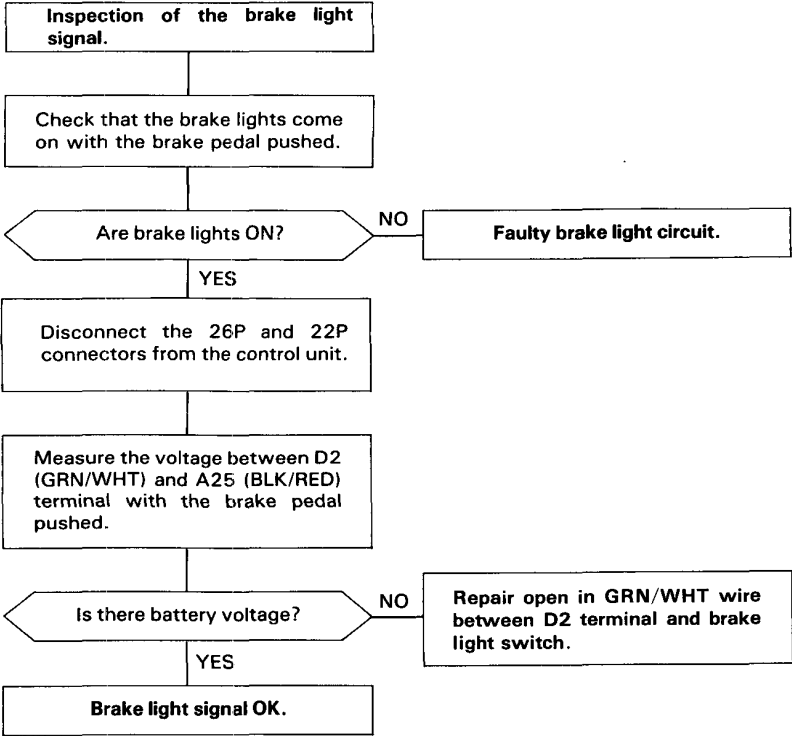 Inspection of the brake light
signal.
Check that the brake lights come
on with the brake pedal pushed.
Are brake lights ON?
NO
Faulty brake light circuit.
YES
Disconnect the 26P and 22P
connectors from the control unit.
Measure the voltage between D2
(GRN/WHT) and A25 (BLK/RED)
terminal with the brake pedal
pushed.
Is there battery voltage?
NO
Repair open in GRN/WHT wire
between D2 terminal and brake
light switch.
YES
Brake light signal OK.